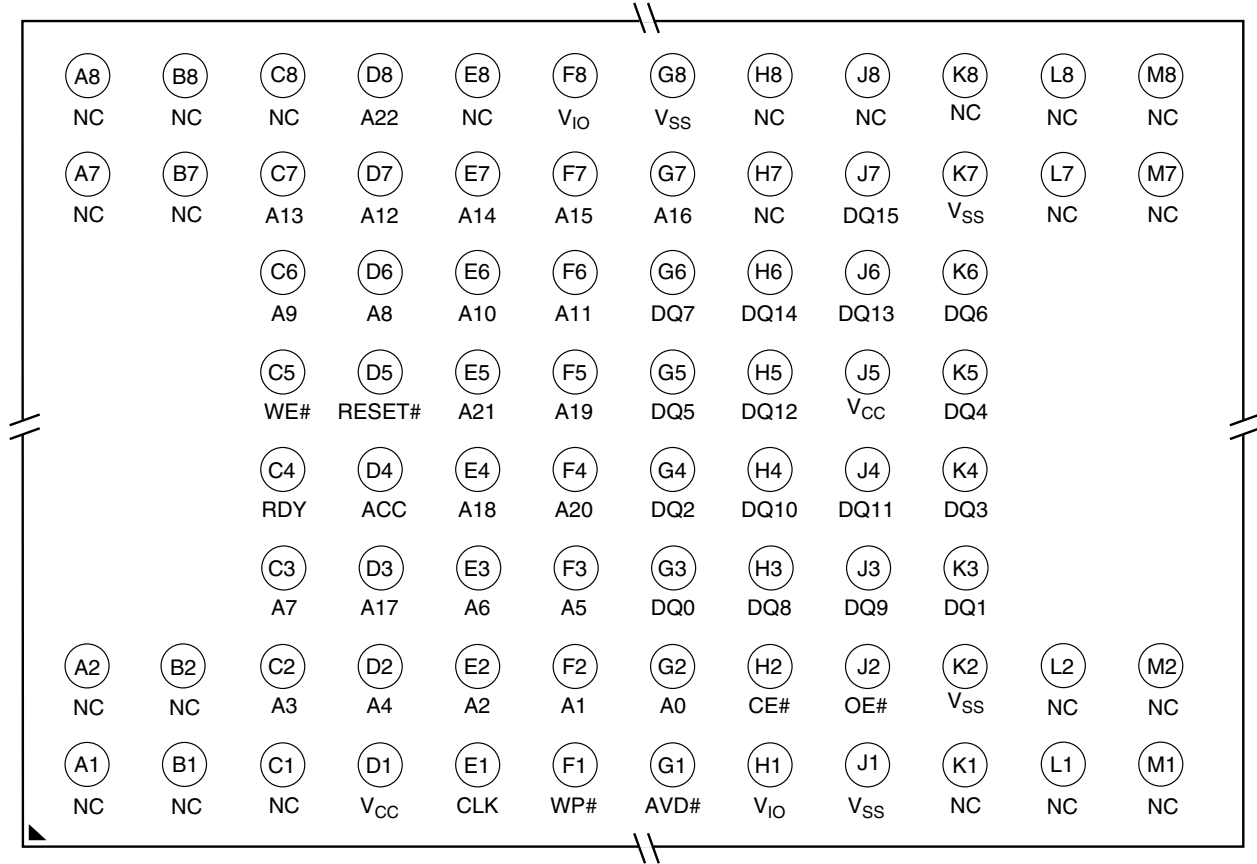 A8 B8 C8 D8 E8 F8 G8 H8 J8 K8 L8 M8
NC NC NC A22 NC VIO VSS NC NC NC NC NC
A7 B7 C7 D7 E7 F7 G7 H7 J7 K7 L7 M7
NC NC A13 A12 A14 A15 A16 NC DQ15 VSS NC NC
C6 D6 E6 F6 G6 H6 J6 K6
A9 A8 A10 A11 DQ7 DQ14 DQ13 DQ6
C5 D5 E5 F5 G5 H5 J5 K5
WE# RESET# A21 A19 DQ5 DQ12 VCC DQ4
C4 D4 E4 F4 G4 H4 J4 K4
RDY ACC A18 A20 DQ2 DQ10 DQ11 DQ3
C3 D3 E3 F3 G3 H3 J3 K3
A7 A17 A6 A5 DQ0 DQ8 DQ9 DQ1
A2 B2 C2 D2 E2 F2 G2 H2 J2 K2 L2 M2
NC NC A3 A4 A2 A1 A0 CE# OE# VSS NC NC
A1 B1 C1 D1 E1 F1 G1 H1 J1 K1 L1 M1
NC NC NC VCC CLK WP# AVD# VIO VSS NC NC NC